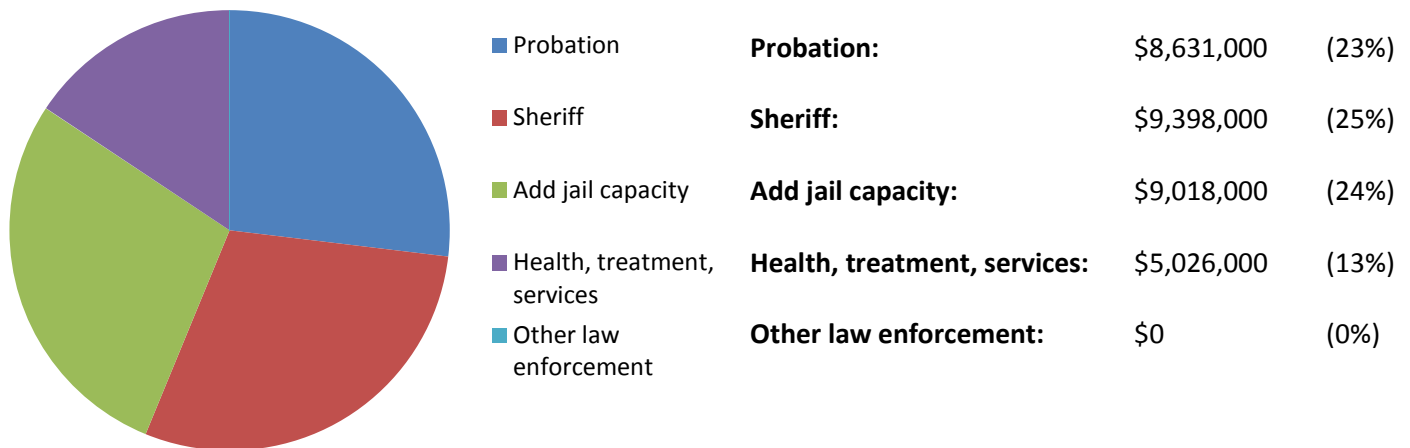 Probation
Probation: $8,631,000 (23%)
Sheriff
Sheriff: $9,398,000 (25%)
Add jail capacity
Add jail capacity: $9,018,000 (24%)
Health, treatment,
services
Health, treatment, services: $5,026,000 (13%)
Other law
enforcement
Other law enforcement: $0 (0%)